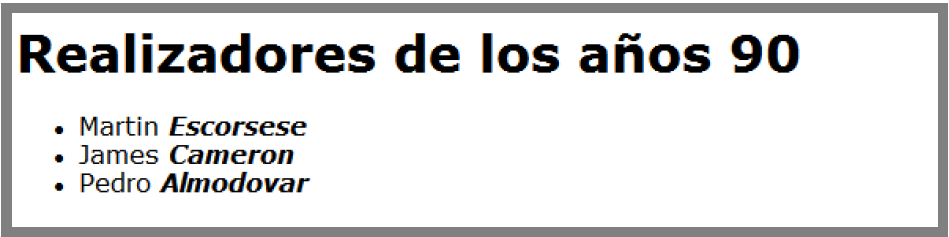 Realizadores de los años 90
Martin Escorsese
James Cameron
Pedro Almodovar